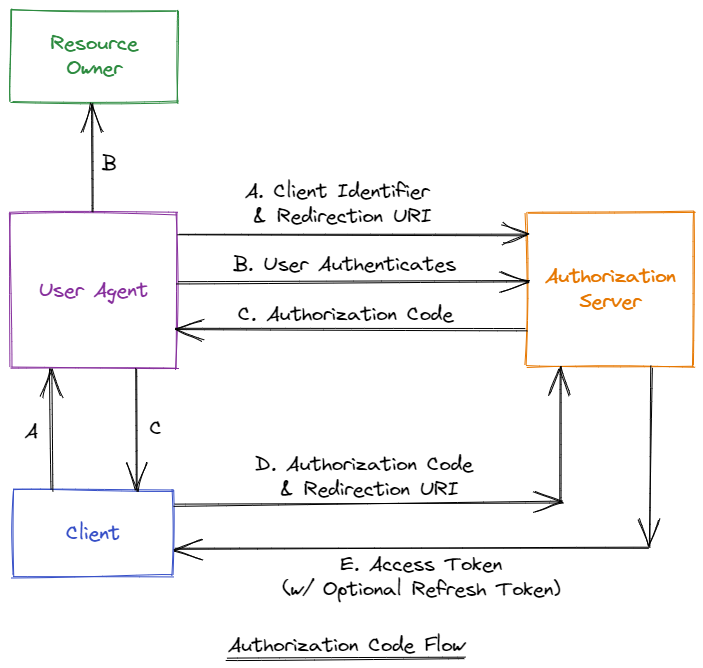 Resource
Owner
B
A. Client Identifier
& Redirection URI
B. User Authenticates
User Agent
Authorization
Server
C. Authorization Code
A
C
D. Authorization Code
& Redirection URI
Client
E. Access Token
(w/ Optional Refresh Token)
Authorization Code Flow